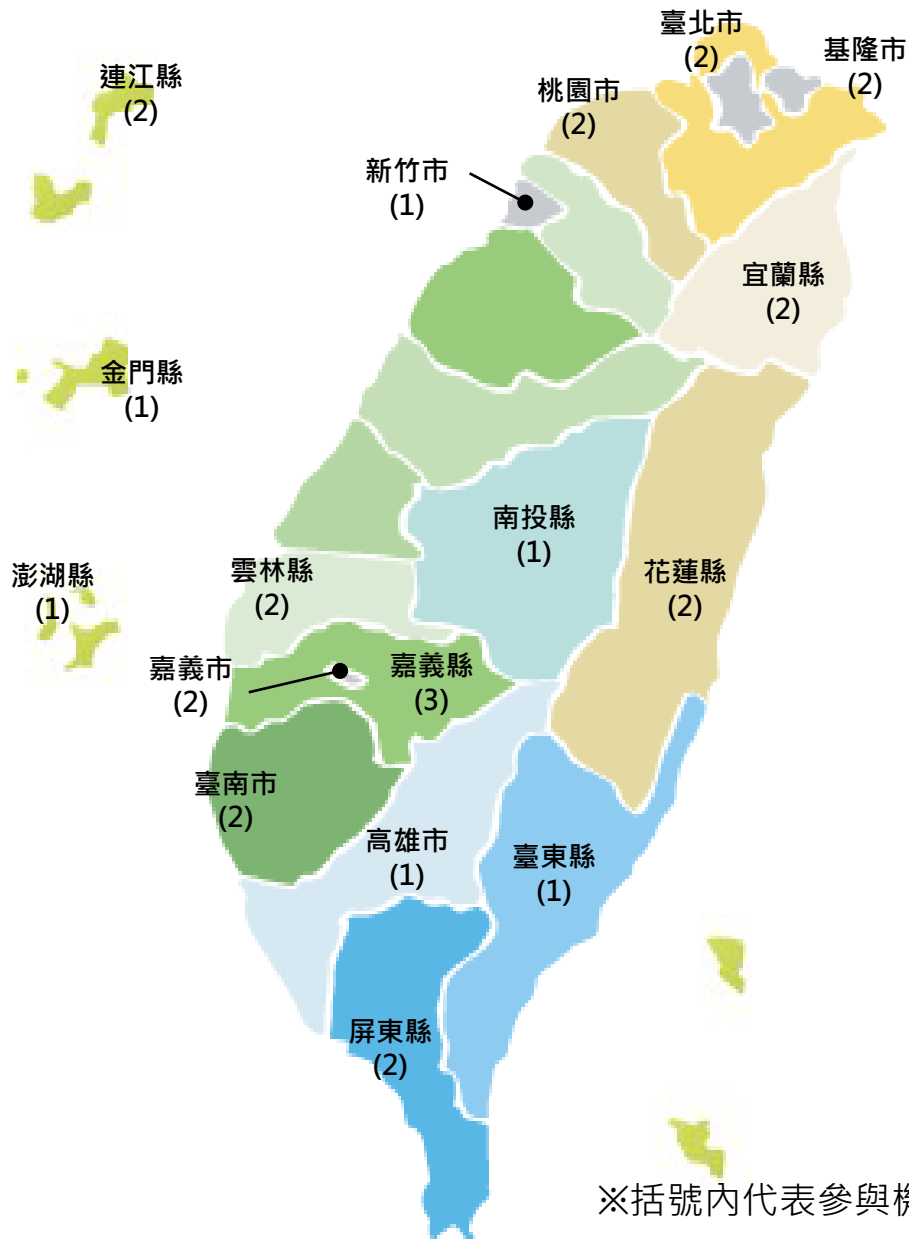 臺北市
(2)
基隆市
(2)
連江縣
(2)
桃園市
(2)
新竹市
(1)
宜蘭縣
(2)
金門縣
(1)
南投縣
(1)
花蓮縣
(2)
雲林縣
(2)
澎湖縣
(1)
嘉義市
(2)
嘉義縣
(3)
臺南市
(2)
高雄市
(1)
臺東縣
(1)
屏東縣
(2)
※括號內代表參與機